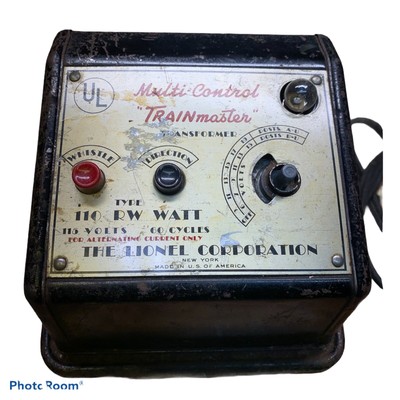 UL
Multi-Control
"TRAINmaster"
TRANSFORMER
POSTS A-U
POSTS B-U
WHISTLE
DIRECTION
VOLTS
OFF
TYPE
110 RW WATT
115 VOLTS 60 CYCLES
FOR ALTERNATING CURRENT ONLY
THE LIONEL CORPORATION
NEW YORK
MADE IN U.S. OF AMERICA
Photo Room